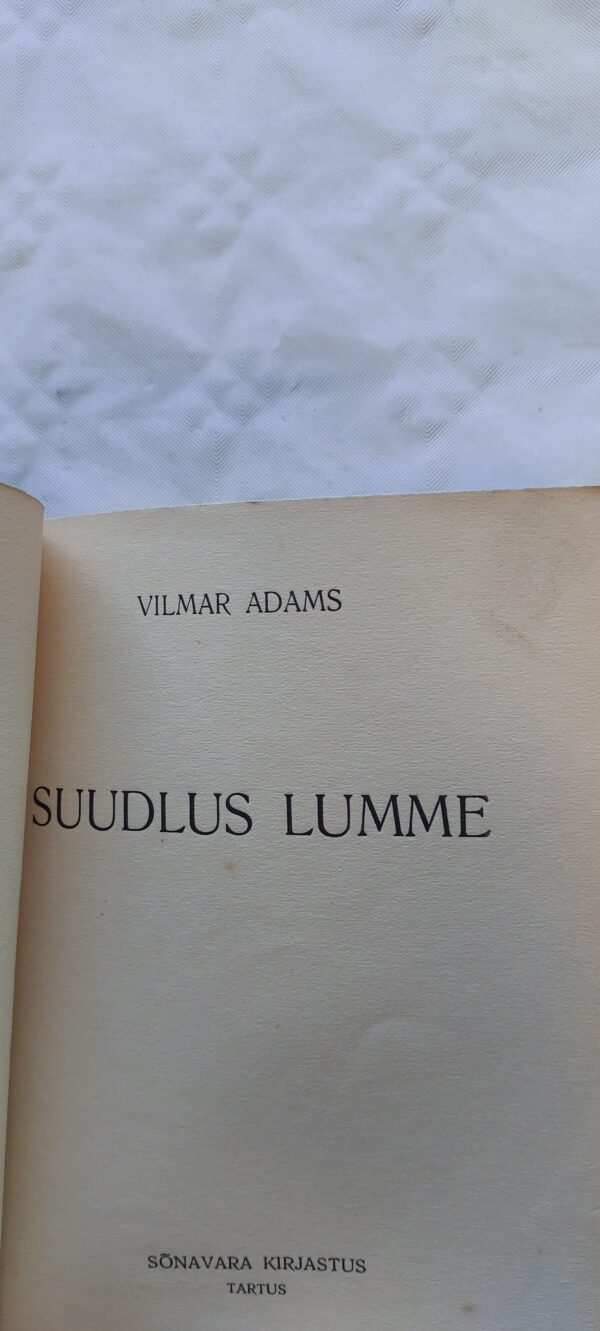 VILMAR ADAMS
SUUDLUS LUMME
SÕNAVARA KIRJASTUS
TARTUS